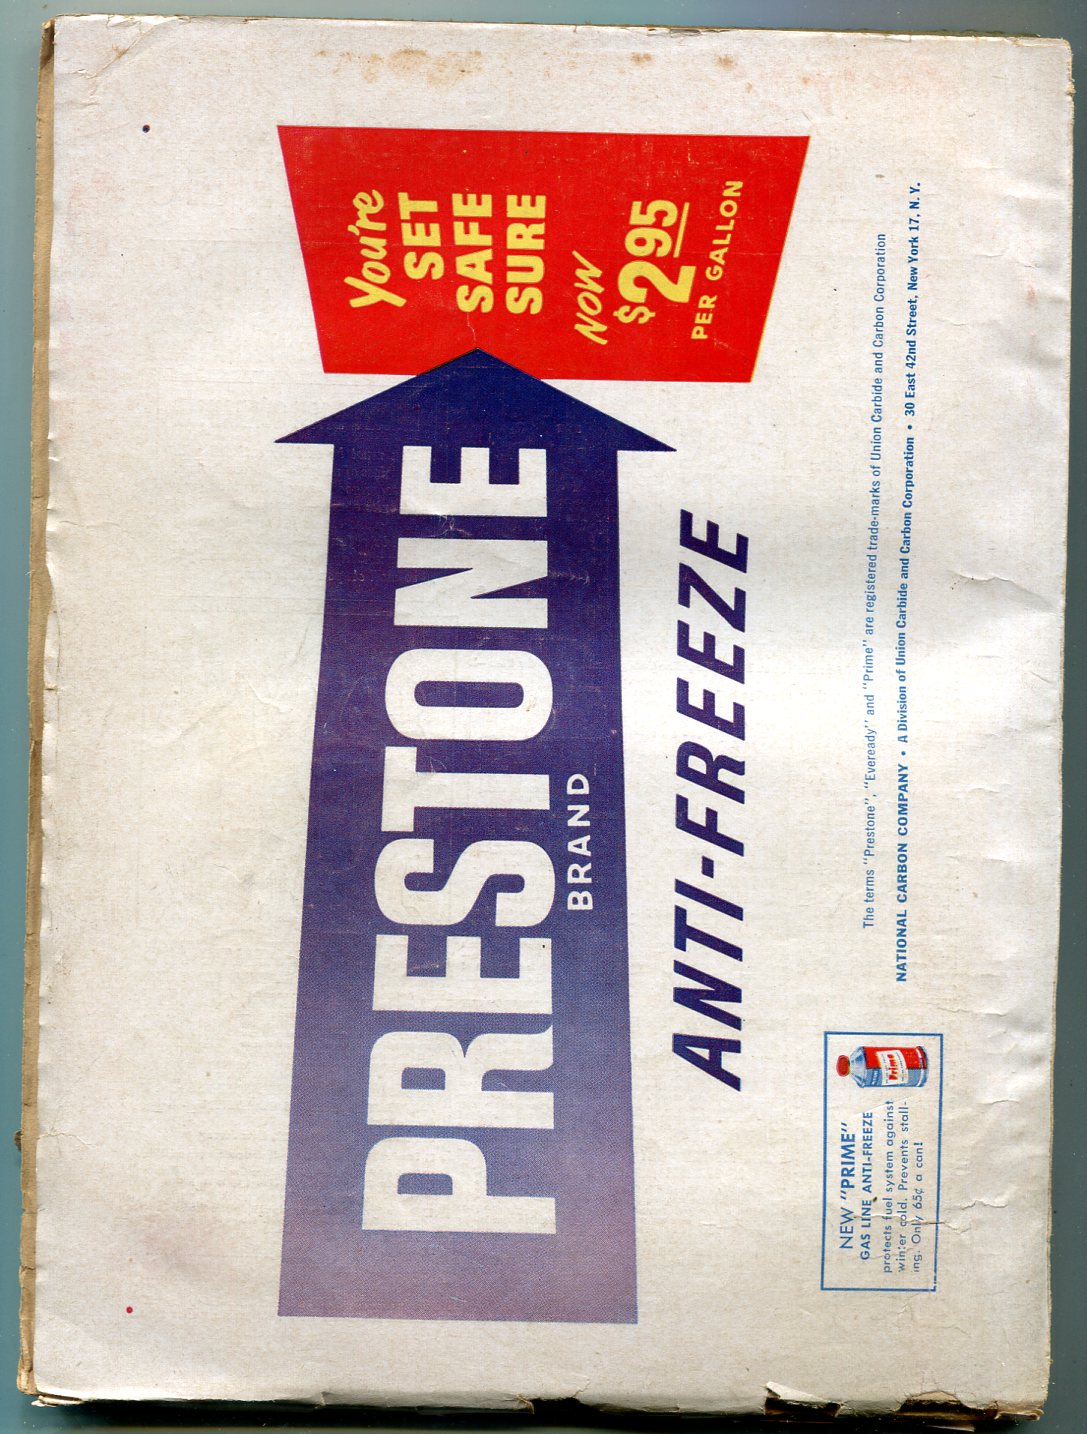 PRESTONE
BRAND
ANTI-FREEZE
You're
SET
SAFE
SURE
NOW
$2.95
PER GALLON
NEW "PRIME"
GAS LINE ANTI-FREEZE
protects fuel system against
winter cold. Prevents stall-
ing. Only 65¢ a can!
Prime
The terms "Prestone", "Eveready" and "Prime" are registered trade-marks of Union Carbide and Carbon Corporation
NATIONAL CARBON COMPANY • A Division of Union Carbide and Carbon Corporation • 30 East 42nd Street, New York 17, N. Y.